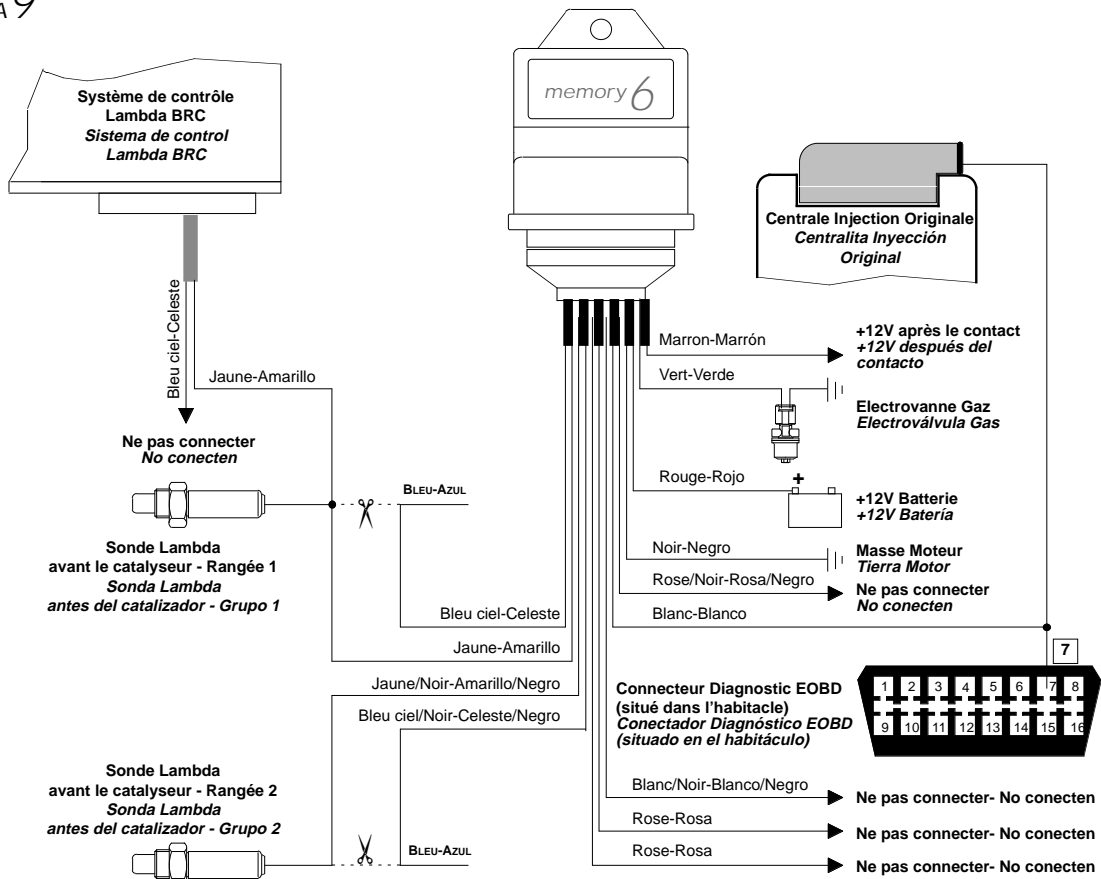 A9
Système de contrôle
Lambda BRC
Sistema de control
Lambda BRC
memory 6
Centrale Injection Originale
Centralita Inyección
Original
Bleu ciel-Celeste
Jaune-Amarillo
Ne pas connecter
No conecten
Marron-Marrón
+12V après le contact
+12V después del
contacto
Vert-Verde
Electrovanne Gaz
Electroválvula Gas
Rouge-Rojo
+
+12V Batterie
+12V Batería
BLEU-AZUL
Sonde Lambda
avant le catalyseur - Rangée 1
Sonda Lambda
antes del catalizador - Grupo 1
Noir-Negro
Masse Moteur
Tierra Motor
Rose/Noir-Rosa/Negro
Ne pas connecter
No conecten
Bleu ciel-Celeste
Blanc-Blanco
Jaune-Amarillo
7
Jaune/Noir-Amarillo/Negro
Bleu ciel/Noir-Celeste/Negro
Connecteur Diagnostic EOBD
(situé dans l'habitacle)
Conectador Diagnóstico EOBD
(situado en el habitáculo)
1 2 3 4 5 6 7 8
9 10 11 12 13 14 15 16
Sonde Lambda
avant le catalyseur - Rangée 2
Sonda Lambda
antes del catalizador - Grupo 2
BLEU-AZUL
Blanc/Noir-Blanco/Negro
Ne pas connecter- No conecten
Rose-Rosa
Ne pas connecter- No conecten
Rose-Rosa
Ne pas connecter- No conecten